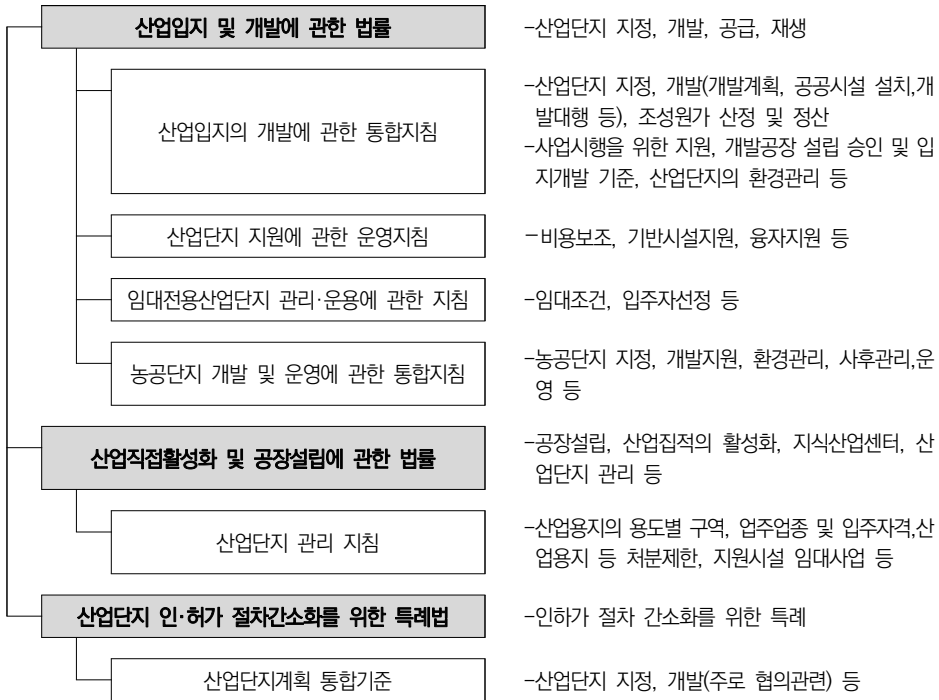 산업입지 및 개발에 관한 법률
-산업단지 지정, 개발, 공급, 재생
산업입지의 개발에 관한 통합지침
-산업단지 지정, 개발(개발계획, 공공시설 설치,개
발대행 등), 조성원가 산정 및 정산
-사업시행을 위한 지원, 개발공장 설립 승인 및 입
지개발 기준, 산업단지의 환경관리 등
산업단지 지원에 관한 운영지침
-비용보조, 기반시설지원, 융자지원 등
임대전용산업단지 관리·운용에 관한 지침
-임대조건, 입주자선정 등
농공단지 개발 및 운영에 관한 통합지침
-농공단지 지정, 개발지원, 환경관리, 사후관리,운
영 등
산업직접활성화 및 공장설립에 관한 법률
-공장설립, 산업집적의 활성화, 지식산업센터, 산
업단지 관리 등
산업단지 관리 지침
-산업용지의 용도별 구역, 업주업종 및 입주자격,산
업용지 등 처분제한, 지원시설 임대사업 등
산업단지 인·허가 절차간소화를 위한 특례법
-인하가 절차 간소화를 위한 특례
산업단지계획 통합기준
-산업단지 지정, 개발(주로 협의관련) 등